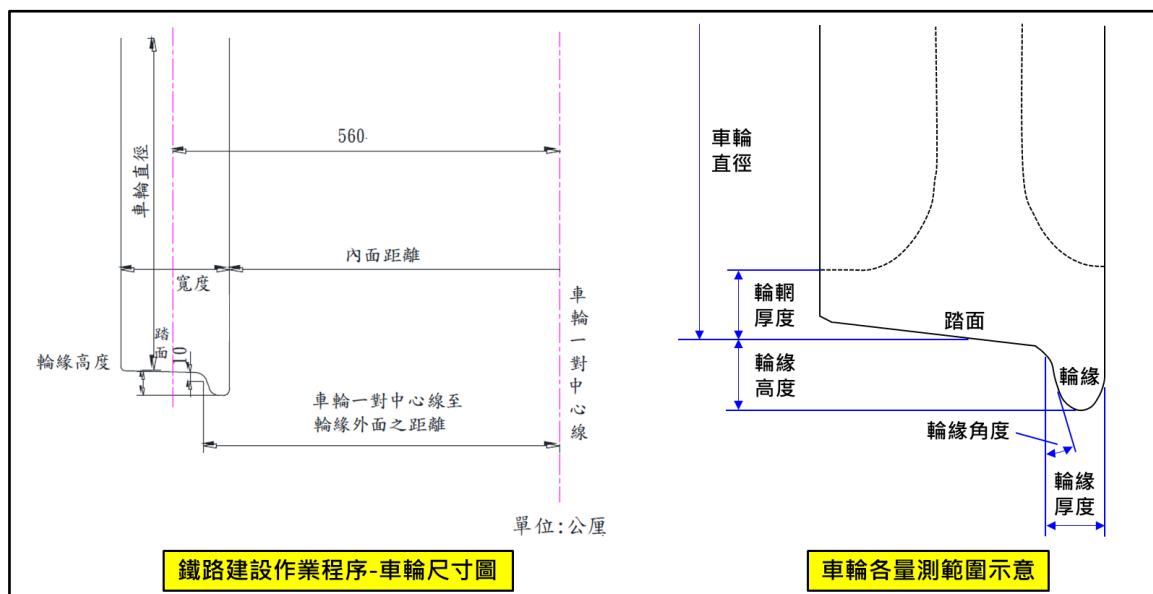 560
車輪直徑
內面距離
寬度
車輪一對中心線
踏面
10
輪緣高度
車輪一對中心線至
輪緣外面之距離
單位:公厘
鐵路建設作業程序-車輪尺寸圖
車輪
直徑
輪輞
厚度
踏面
輪緣
高度
輪緣
輪緣角度
輪緣
厚度
車輪各量測範圍示意